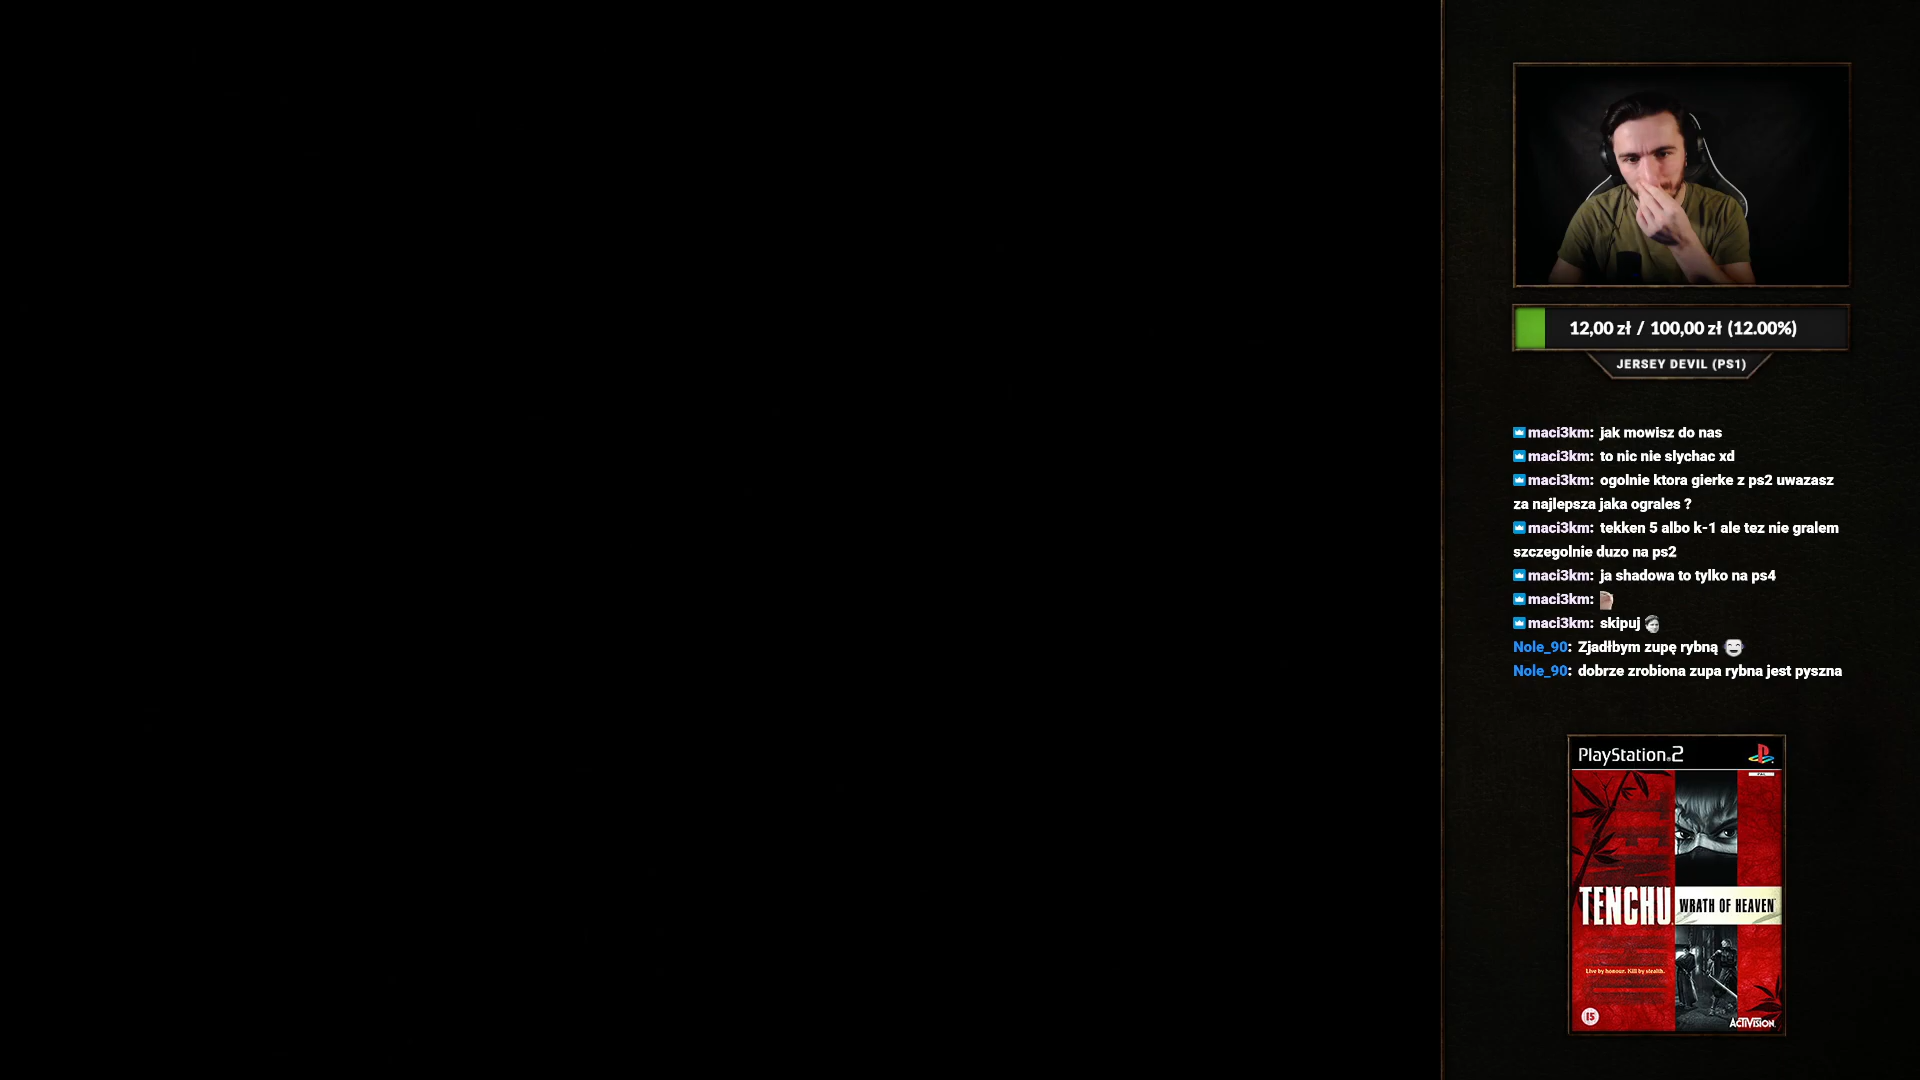 12,00 zł / 100,00 zł (12.00%)
JERSEY DEVIL (PS1)
maci3km: jak mowisz do nas
maci3km: to nic nie slychac xd
maci3km: ogolnie ktora gierke z ps2 uwazasz
za najlepsza jaka ograles ?
maci3km: tekken 5 albo k-1 ale tez nie gralem
szczegolnie duzo na ps2
maci3km: ja shadowa to tylko na ps4
maci3km:
maci3km: skipuj
Nole_90: Zjadłbym zupę rybną
Nole_90: dobrze zrobiona zupa rybna jest pyszna
PlayStation.2
TENCHU
WRATH OF HEAVEN
Live by honour. Kill by stealth.
15
ACTIVISION